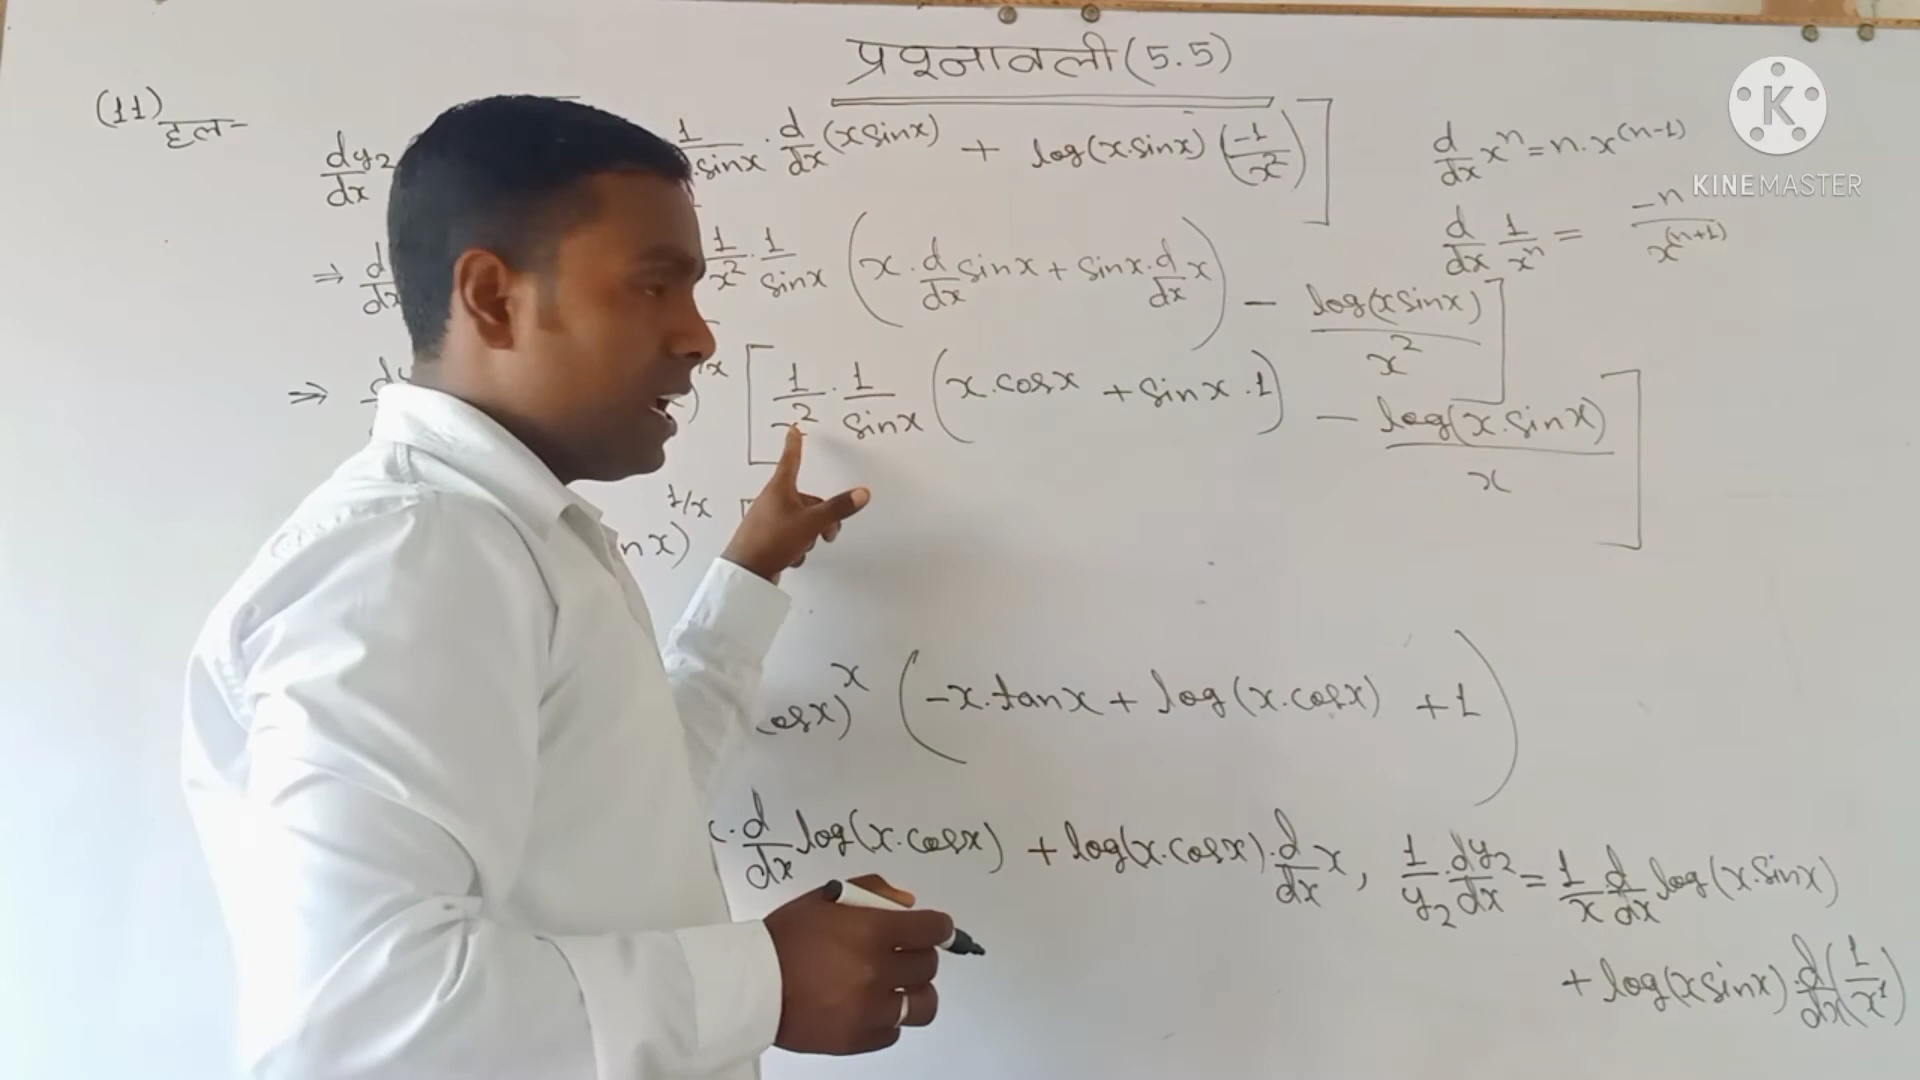 प्रश्नावली (5.5)
(11) हल-
dy₂/dx 1/sinx · d/dx (x sinx) + log(x.sinx) (-1/x²) ]
d/dx xⁿ = n·x^(n-1)
KINEMASTER
d/dx 1/xⁿ = -n/x^(n+1)
⇒ d/dx 1/x² · 1/sinx (x · d/dx sinx + sinx · d/dx x) - log(x sinx)/x² ]
⇒ dy [ 1/x² · 1/sinx (x.cosx + sinx . 1) - log(x.sinx)/x ]
nx)^1/x [
cosx)^x (-x.tanx + log(x.cosx) + 1)
· d/dx log(x.cosx) + log(x.cosx) · d/dx x, 1/y₂ · dy₂/dx = 1/x · d/dx log(x.sinx)
+ log(x sinx) · d/dx (1/x¹)